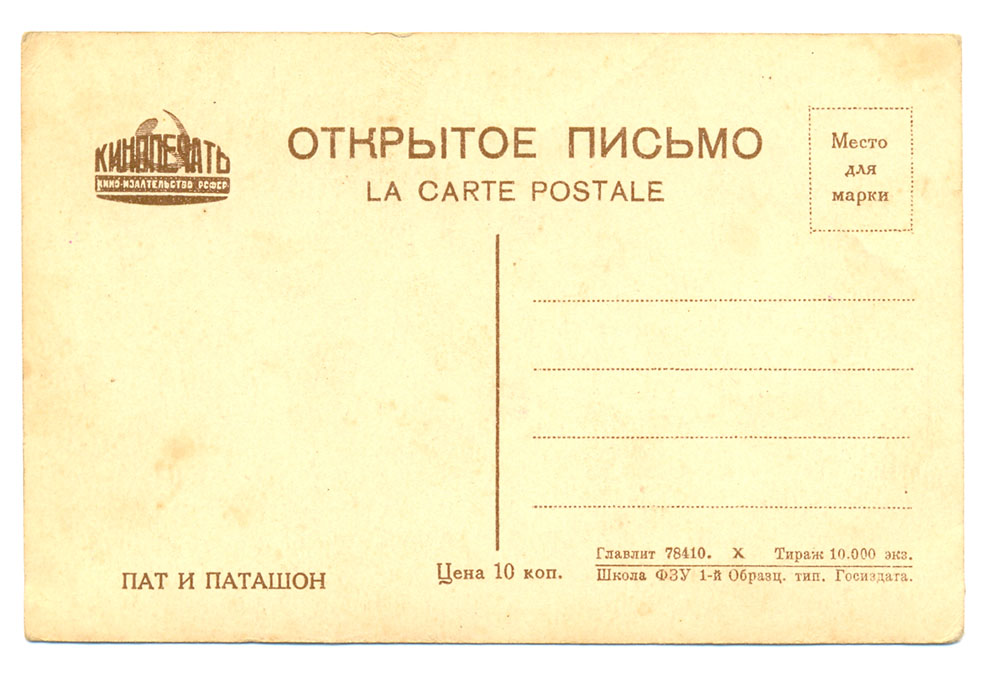 КИНОПЕЧАТЬ
КИНО-ИЗДАТЕЛЬСТВО РСФСР
ОТКРЫТОЕ ПИСЬМО
LA CARTE POSTALE
Место
для
марки
ПАТ И ПАТАШОН
Цена 10 коп.
Главлит 78410. X Тираж 10.000 экз.
Школа ФЗУ 1-й Образц. тип. Госиздата.